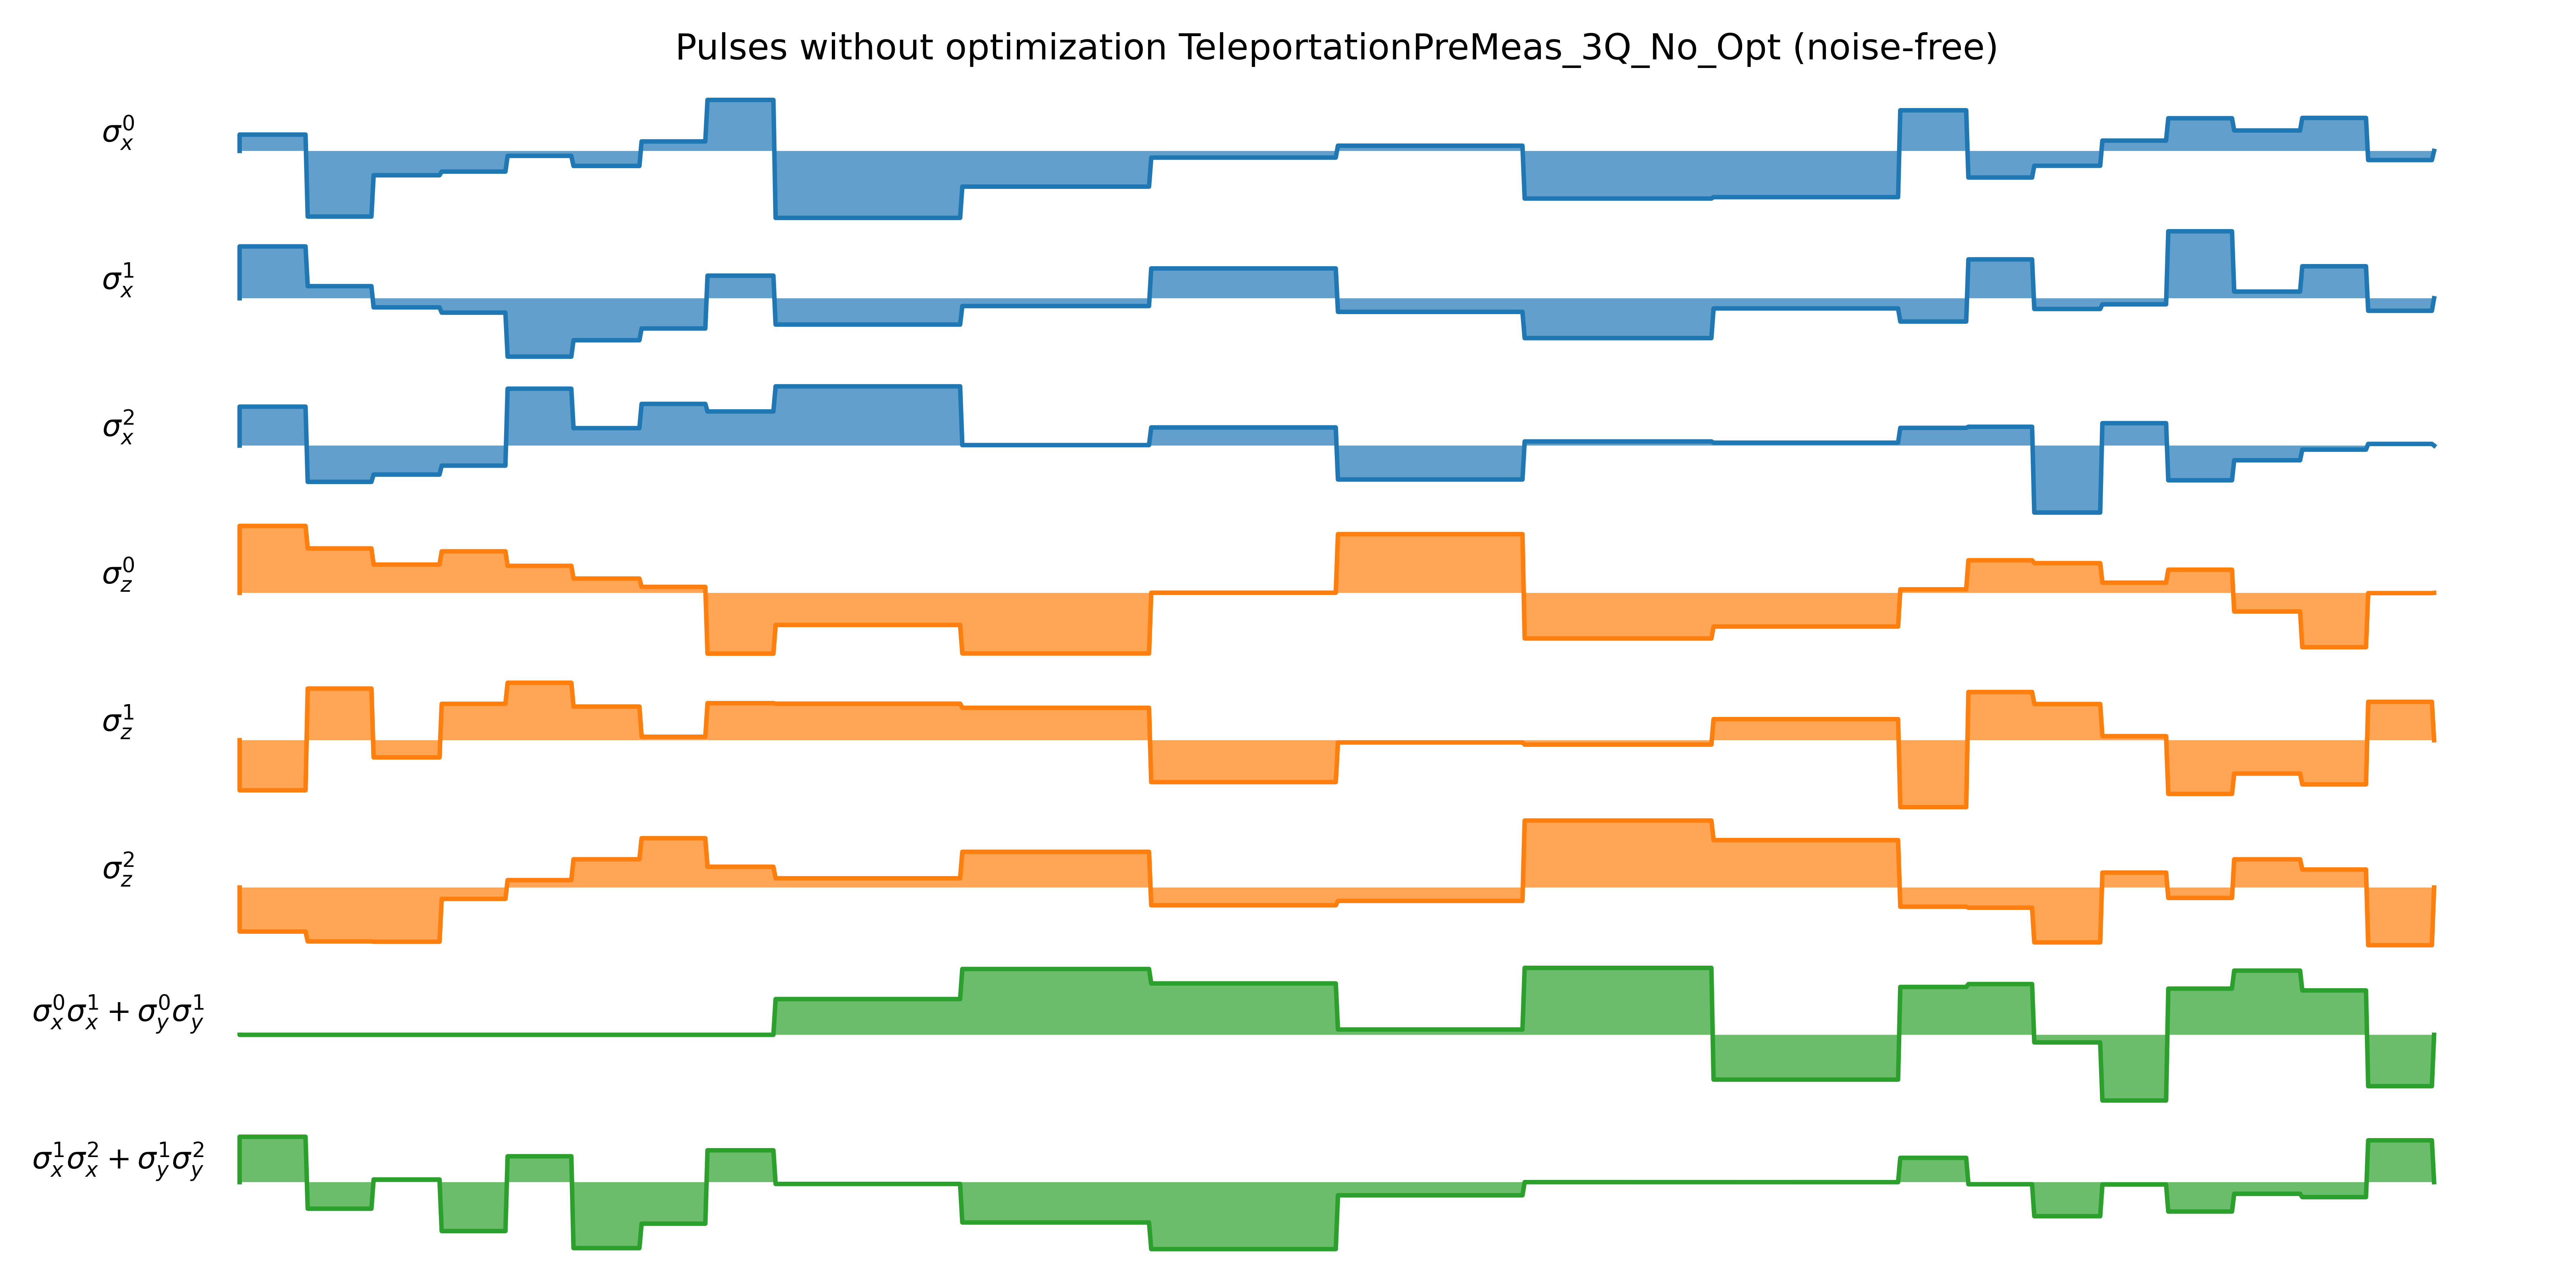 Pulses without optimization TeleportationPreMeas_3Q_No_Opt (noise-free)
σ_x^0
σ_x^1
σ_x^2
σ_z^0
σ_z^1
σ_z^2
σ_x^0σ_x^1 + σ_y^0σ_y^1
σ_x^1σ_x^2 + σ_y^1σ_y^2